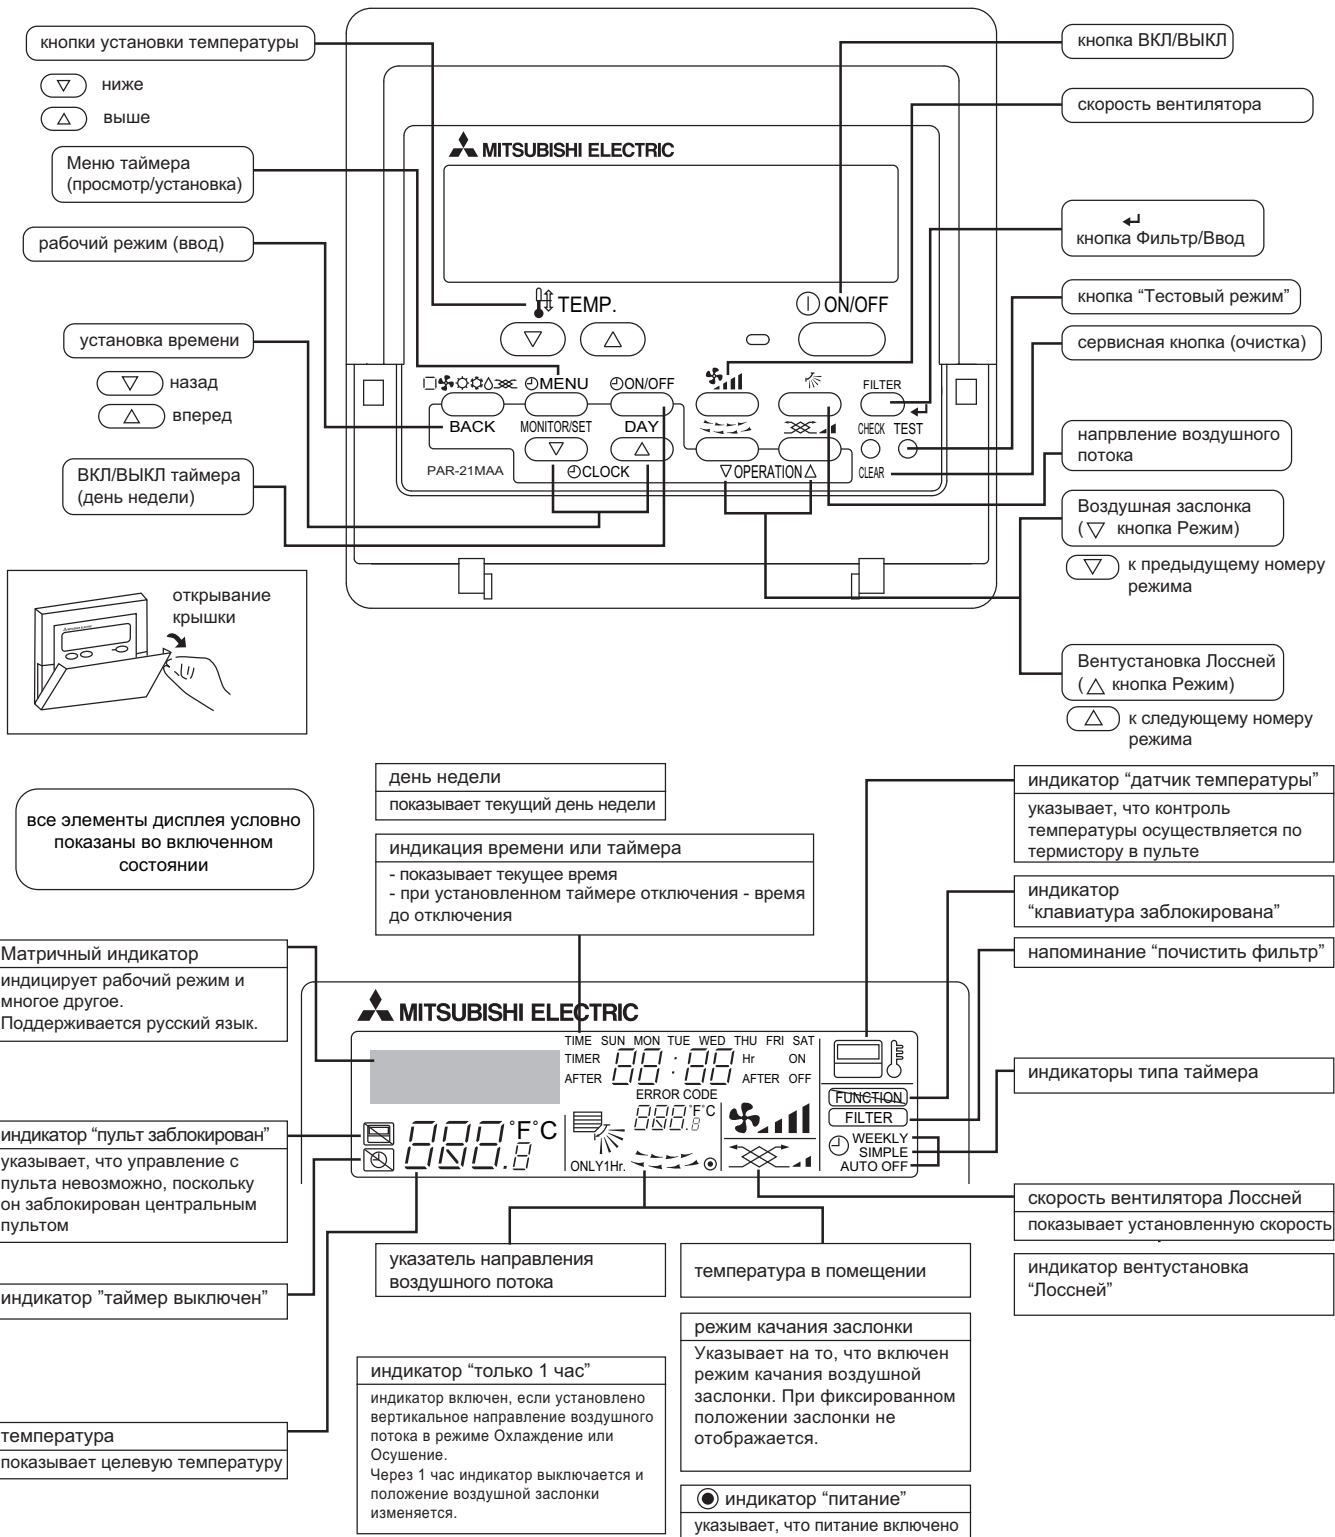 кнопки установки температуры
ниже
выше
Меню таймера
(просмотр/установка)
рабочий режим (ввод)
установка времени
назад
вперед
ВКЛ/ВЫКЛ таймера
(день недели)
открывание
крышки
MITSUBISHI ELECTRIC
TEMP.
ON/OFF
MENU
ON/OFF
FILTER
BACK
MONITOR/SET
DAY
CHECK
TEST
PAR-21MAA
CLOCK
▽OPERATION△
CLEAR
кнопка ВКЛ/ВЫКЛ
скорость вентилятора
кнопка Фильтр/Ввод
кнопка “Тестовый режим”
сервисная кнопка (очистка)
напрвление воздушного
потока
Воздушная заслонка
(▽ кнопка Режим)
к предыдущему номеру
режима
Вентустановка Лоссней
(△ кнопка Режим)
к следующему номеру
режима
все элементы дисплея условно
показаны во включенном
состоянии
день недели
показывает текущий день недели
индикация времени или таймера
- показывает текущее время
- при установленном таймере отключения - время
до отключения
индикатор “датчик температуры”
указывает, что контроль
температуры осуществляется по
термистору в пульте
индикатор
“клавиатура заблокирована”
напоминание “почистить фильтр”
Матричный индикатор
индицирует рабочий режим и
многое другое.
Поддерживается русский язык.
MITSUBISHI ELECTRIC
TIME SUN MON TUE WED THU FRI SAT
TIMER 88:88 Hr ON
AFTER AFTER OFF
ERROR CODE
°F°C
°F°C
ONLY1Hr.
FUNCTION
FILTER
WEEKLY
SIMPLE
AUTO OFF
индикаторы типа таймера
индикатор “пульт заблокирован”
указывает, что управление с
пульта невозможно, поскольку
он заблокирован центральным
пультом
индикатор "таймер выключен”
температура
показывает целевую температуру
указатель направления
воздушного потока
температура в помещении
скорость вентилятора Лоссней
показывает установленную скорость
индикатор вентустановка
“Лоссней”
индикатор “только 1 час”
индикатор включен, если установлено
вертикальное направление воздушного
потока в режиме Охлаждение или
Осушение.
Через 1 час индикатор выключается и
положение воздушной заслонки
изменяется.
режим качания заслонки
Указывает на то, что включен
режим качания воздушной
заслонки. При фиксированном
положении заслонки не
отображается.
индикатор “питание”
указывает, что питание включено